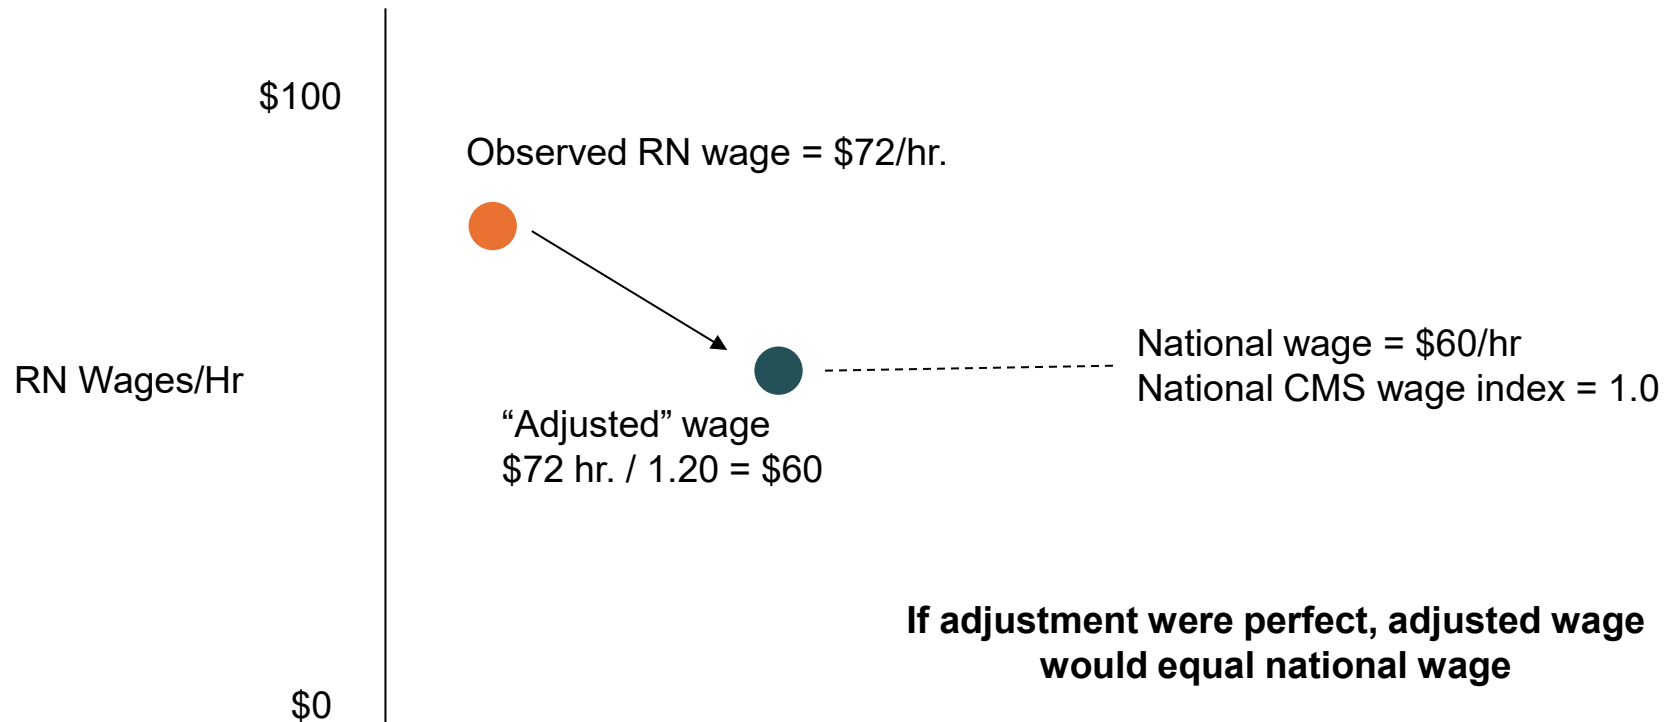 $100
Observed RN wage = $72/hr.
National wage = $60/hr
National CMS wage index = 1.0
RN Wages/Hr
“Adjusted” wage
$72 hr. / 1.20 = $60
If adjustment were perfect, adjusted wage
would equal national wage
$0